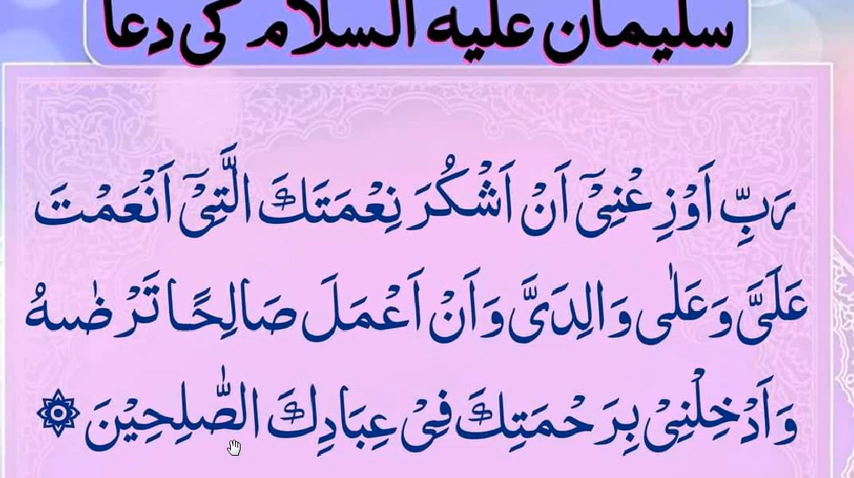 سلیمان علیہ السلام کی دعا
رَبِّ اَوْزِعْنِیْۤ اَنْ اَشْکُرَ نِعْمَتَکَ الَّتِیْۤ اَنْعَمْتَ
عَلَیَّ وَعَلٰی وَالِدَیَّ وَاَنْ اَعْمَلَ صَالِحًا تَرْضٰىهُ
وَاَدْخِلْنِیْ بِرَحْمَتِکَ فِیْ عِبَادِکَ الصّٰلِحِیْنَ